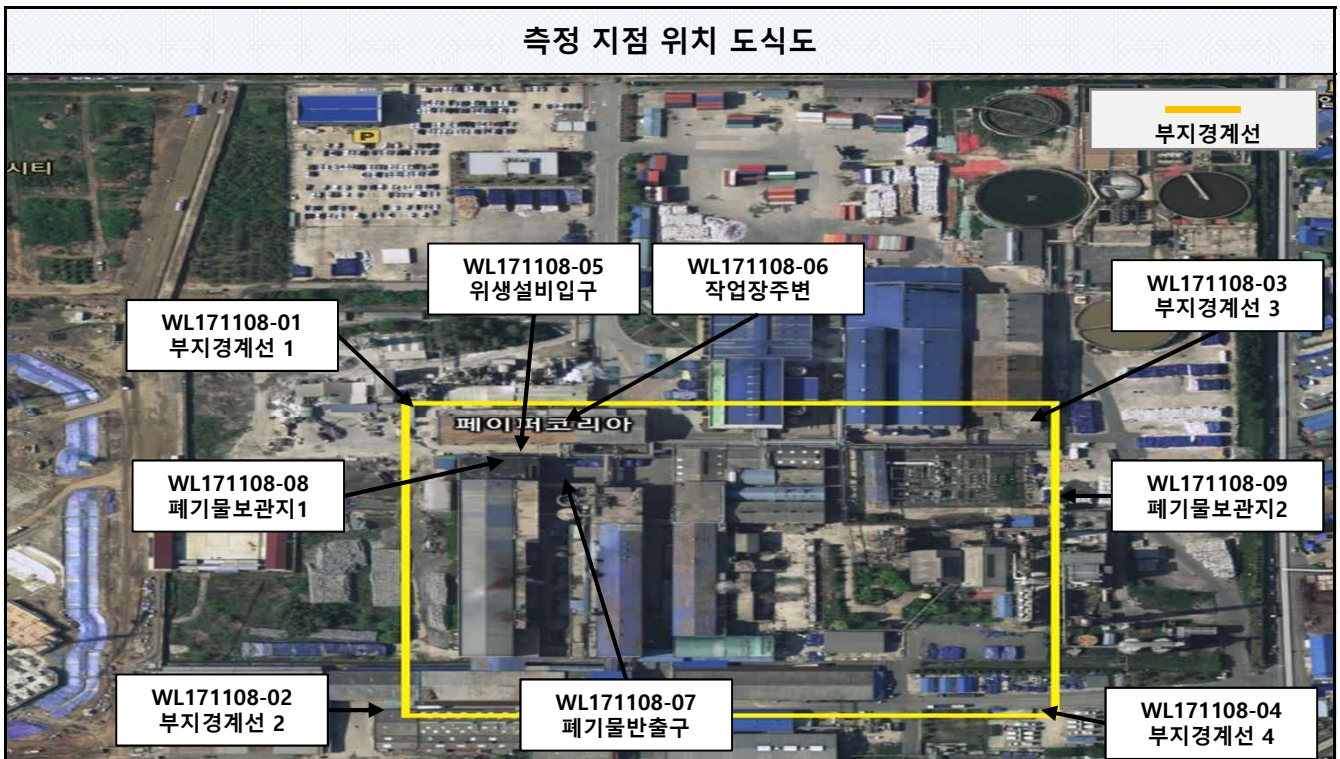 측정 지점 위치 도식도
부지경계선
P
시티
일
WL171108-05
위생설비입구
WL171108-06
작업장주변
WL171108-03
부지경계선 3
WL171108-01
부지경계선 1
페이퍼코리아
WL171108-08
폐기물보관지1
WL171108-09
폐기물보관지2
WL171108-02
부지경계선 2
WL171108-07
폐기물반출구
WL171108-04
부지경계선 4